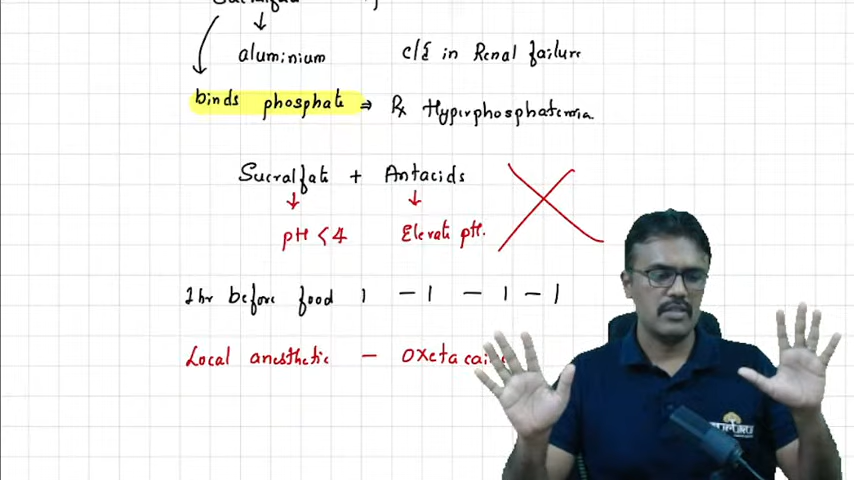 aluminium c/I in Renal failure
binds phosphate ⇒ Rx Hyperphosphatemia
Sucralfate + Antacids
pH < 4 Elevate pH.
1hr before food 1 - 1 - 1 - 1
Local anesthetic - Oxetacai